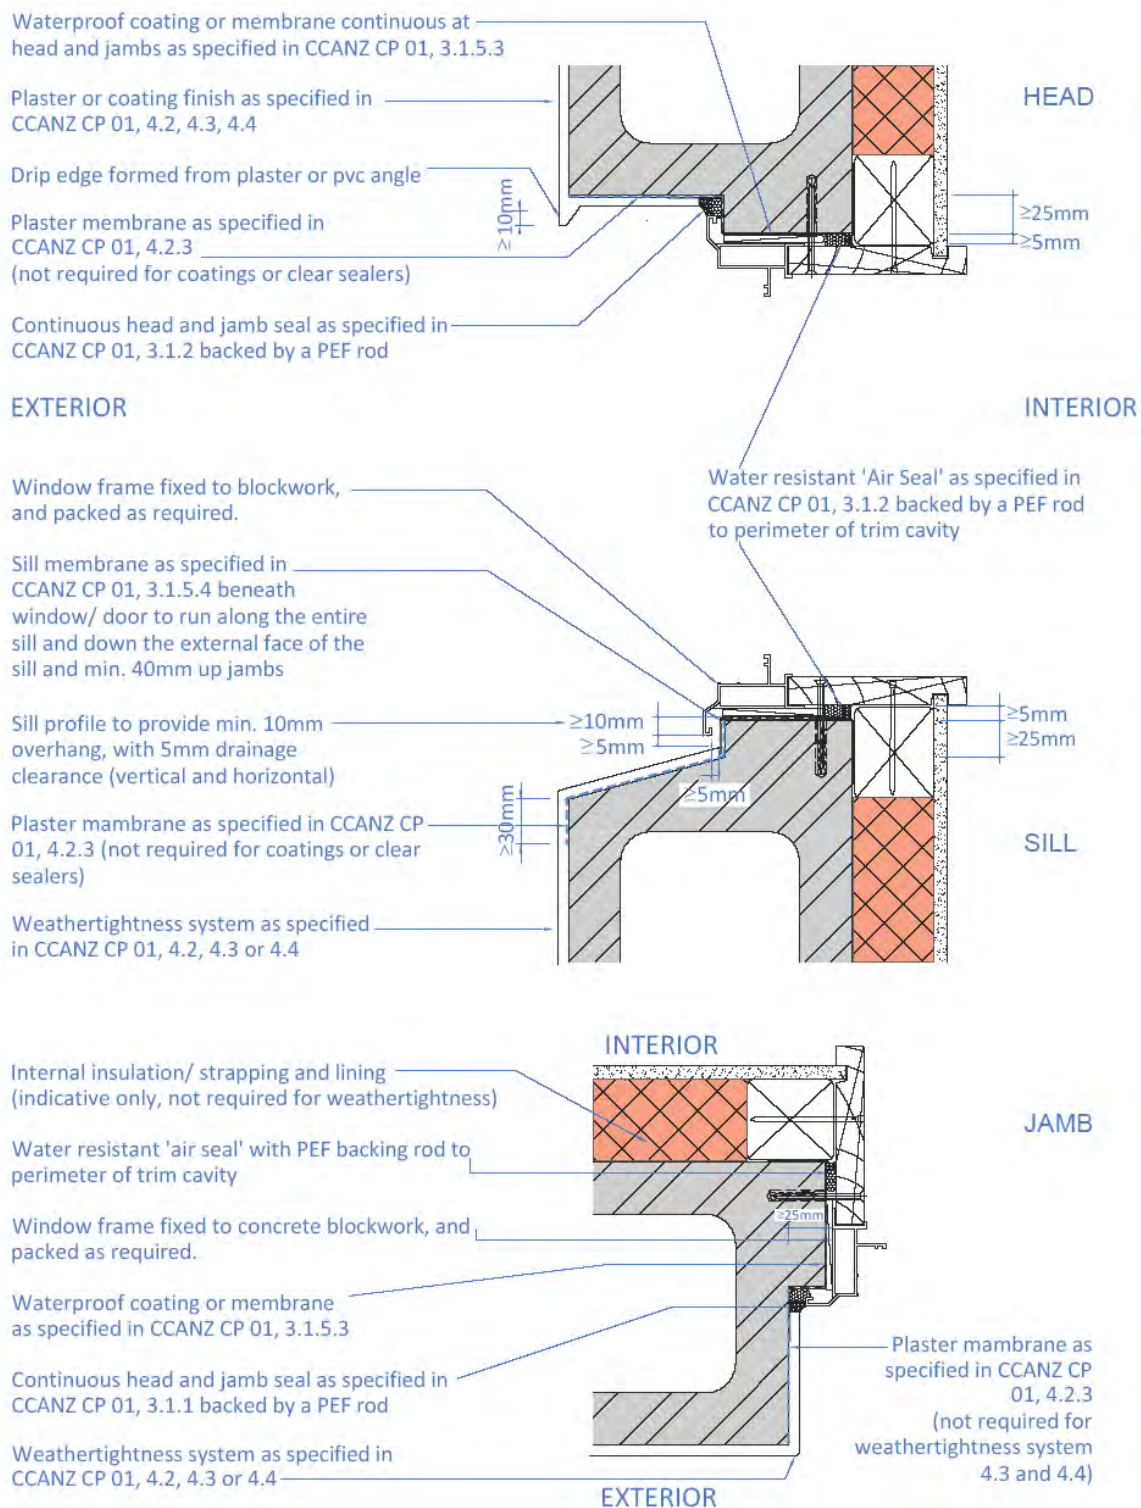 Waterproof coating or membrane continuous at
head and jambs as specified in CCANZ CP 01, 3.1.5.3
HEAD
Plaster or coating finish as specified in
CCANZ CP 01, 4.2, 4.3, 4.4
Drip edge formed from plaster or pvc angle
≥10mm
≥25mm
≥5mm
Plaster membrane as specified in
CCANZ CP 01, 4.2.3
(not required for coatings or clear sealers)
Continuous head and jamb seal as specified in
CCANZ CP 01, 3.1.2 backed by a PEF rod
EXTERIOR
INTERIOR
Water resistant 'Air Seal' as specified in
CCANZ CP 01, 3.1.2 backed by a PEF rod
to perimeter of trim cavity
Window frame fixed to blockwork,
and packed as required.
Sill membrane as specified in
CCANZ CP 01, 3.1.5.4 beneath
window/ door to run along the entire
sill and down the external face of the
sill and min. 40mm up jambs
Sill profile to provide min. 10mm
overhang, with 5mm drainage
clearance (vertical and horizontal)
≥10mm
≥5mm
≥5mm
≥30mm
≥5mm
≥25mm
Plaster mambrane as specified in CCANZ CP
01, 4.2.3 (not required for coatings or clear
sealers)
SILL
Weathertightness system as specified
in CCANZ CP 01, 4.2, 4.3 or 4.4
INTERIOR
Internal insulation/ strapping and lining
(indicative only, not required for weathertightness)
JAMB
Water resistant 'air seal' with PEF backing rod to
perimeter of trim cavity
Window frame fixed to concrete blockwork, and
packed as required.
≥25mm
Waterproof coating or membrane
as specified in CCANZ CP 01, 3.1.5.3
Continuous head and jamb seal as specified in
CCANZ CP 01, 3.1.1 backed by a PEF rod
Weathertightness system as specified in
CCANZ CP 01, 4.2, 4.3 or 4.4
Plaster mambrane as
specified in CCANZ CP
01, 4.2.3
(not required for
weathertightness system
4.3 and 4.4)
EXTERIOR